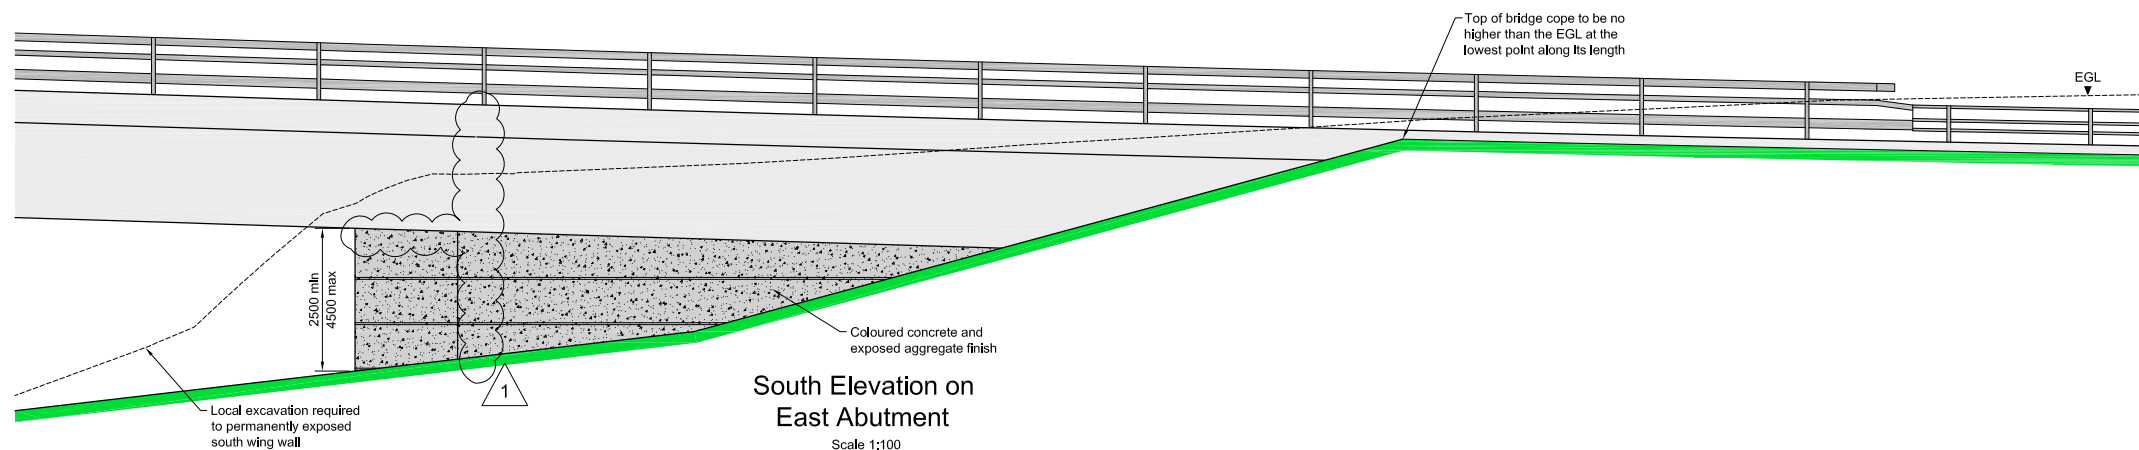 Top of bridge cope to be no
higher than the EGL at the
lowest point along its length
EGL
2500 min
4500 max
Coloured concrete and
exposed aggregate finish
1
Local excavation required
to permanently exposed
south wing wall
South Elevation on
East Abutment
Scale 1:100